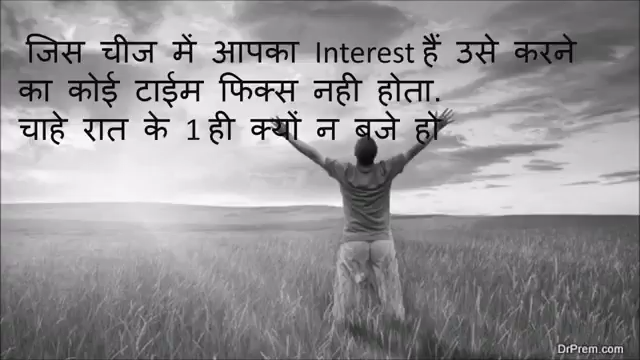 जिस चीज में आपका Interest हैं उसे करने
का कोई टाईम फिक्स नही होता.
चाहे रात के 1 ही क्यों न बजे हो
DrPrem.com